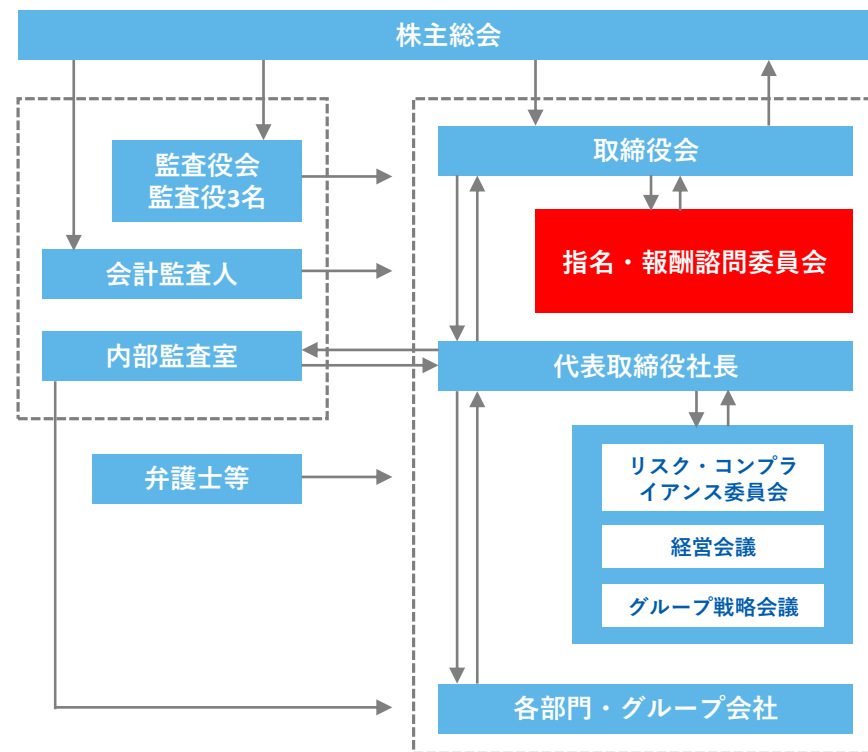 株主総会
監査役会
監査役3名
会計監査人
内部監査室
弁護士等
取締役会
指名・報酬諮問委員会
代表取締役社長
リスク・コンプラ
イアンス委員会
経営会議
グループ戦略会議
各部門・グループ会社